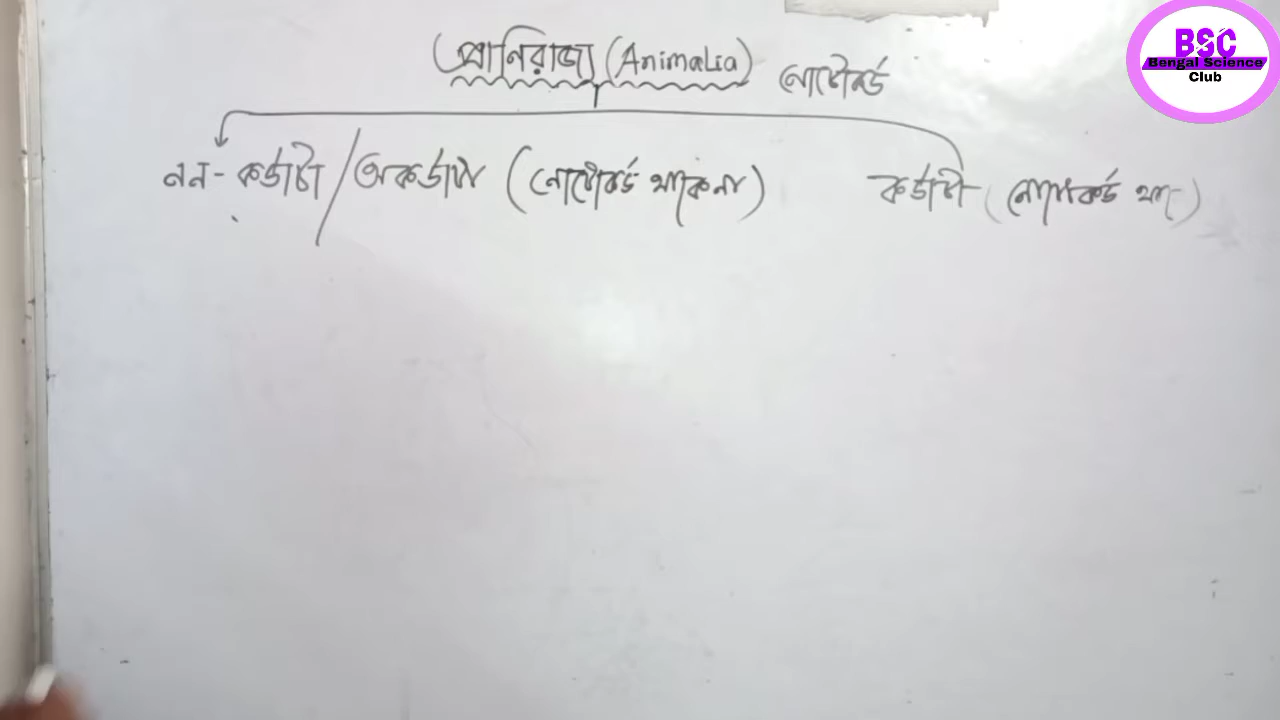 প্রাণিরাজ্য (Animalia) নোটোকর্ড
নন-কর্ডাটা/অকর্ডাটা (নোটোকর্ড থাকেনা)
কর্ডাটা (নোটোকর্ড
BSC
Bengal Science
Club